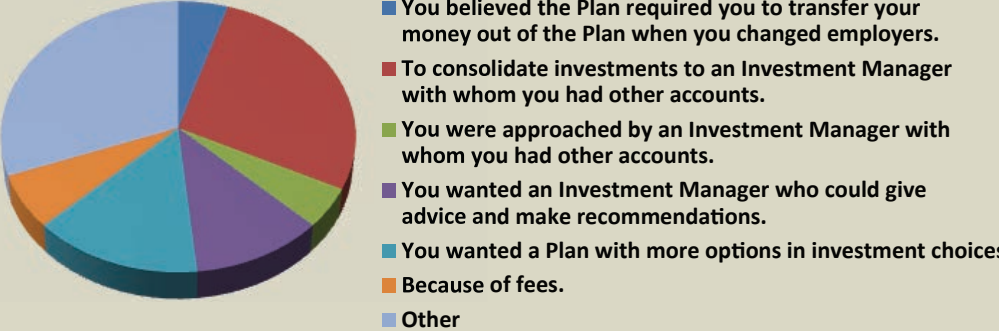 You believed the Plan required you to transfer your
money out of the Plan when you changed employers.
To consolidate investments to an Investment Manager
with whom you had other accounts.
You were approached by an Investment Manager with
whom you had other accounts.
You wanted an Investment Manager who could give
advice and make recommendations.
You wanted a Plan with more options in investment choices
Because of fees.
Other